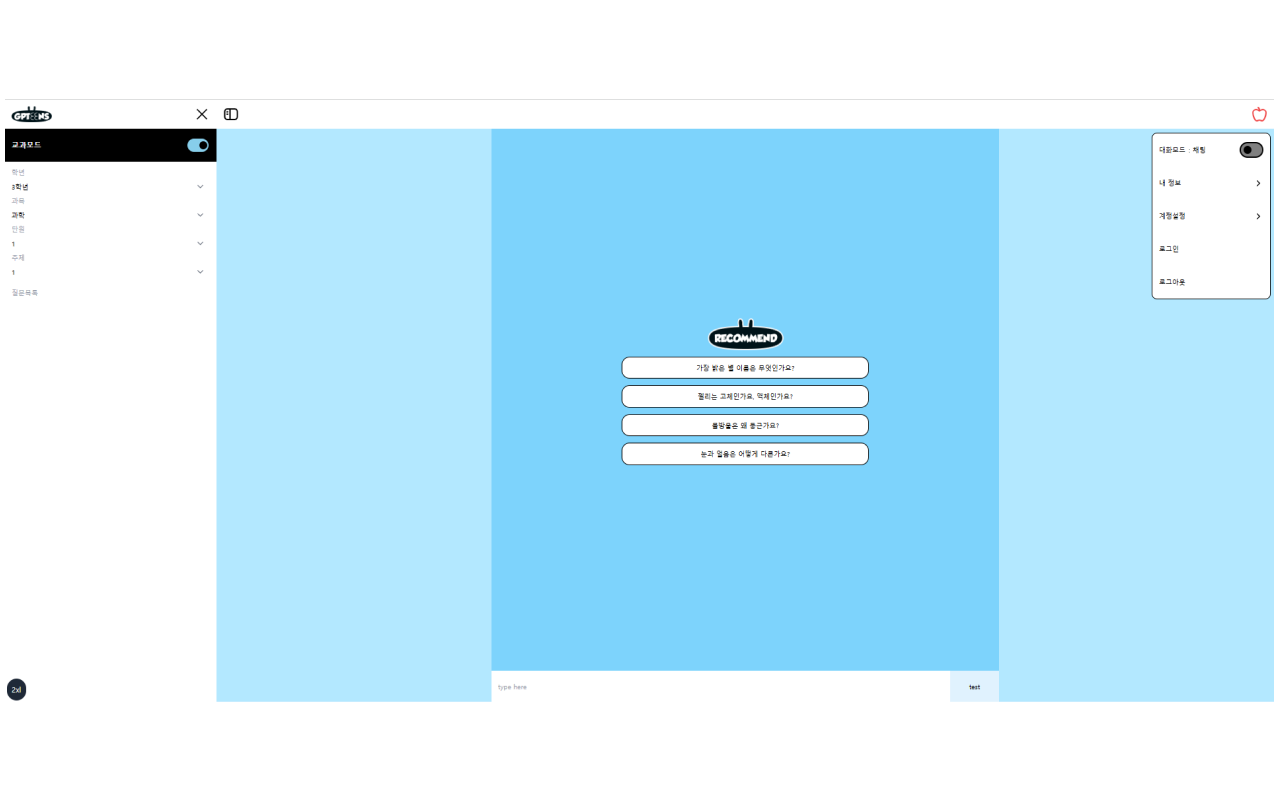 GPTEENS
교과모드
학년
3학년
과목
과학
단원
1
주제
1
질문목록
2xl
RECOMMEND
가장 밝은 별 이름은 무엇인가요?
젤리는 고체인가요, 액체인가요?
물방울은 왜 둥근가요?
눈과 얼음은 어떻게 다른가요?
type here
text
대화모드 : 채팅
내 정보
계정설정
로그인
로그아웃